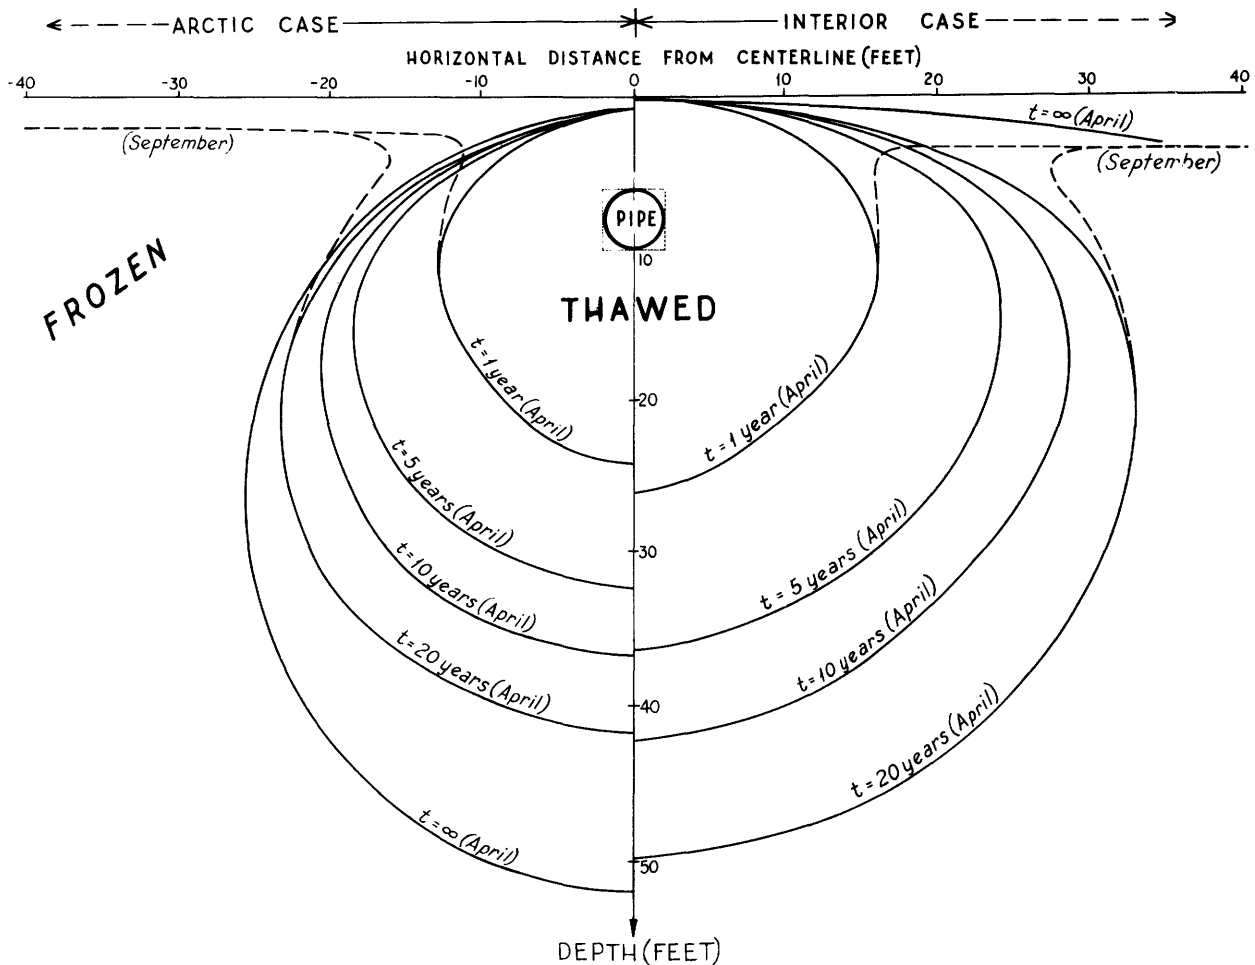 ARCTIC CASE
INTERIOR CASE
HORIZONTAL DISTANCE FROM CENTERLINE (FEET)
-40 -30 -20 -10 0 10 20 30 40
t=∞ (April)
(September)
(September)
PIPE
10
FROZEN
THAWED
t=1 year (April)
t=1 year (April)
20
t=5 years (April)
t=5 years (April)
30
t=10 years (April)
t=10 years (April)
t=20 years (April)
40
t=20 years (April)
t=∞ (April)
50
DEPTH (FEET)